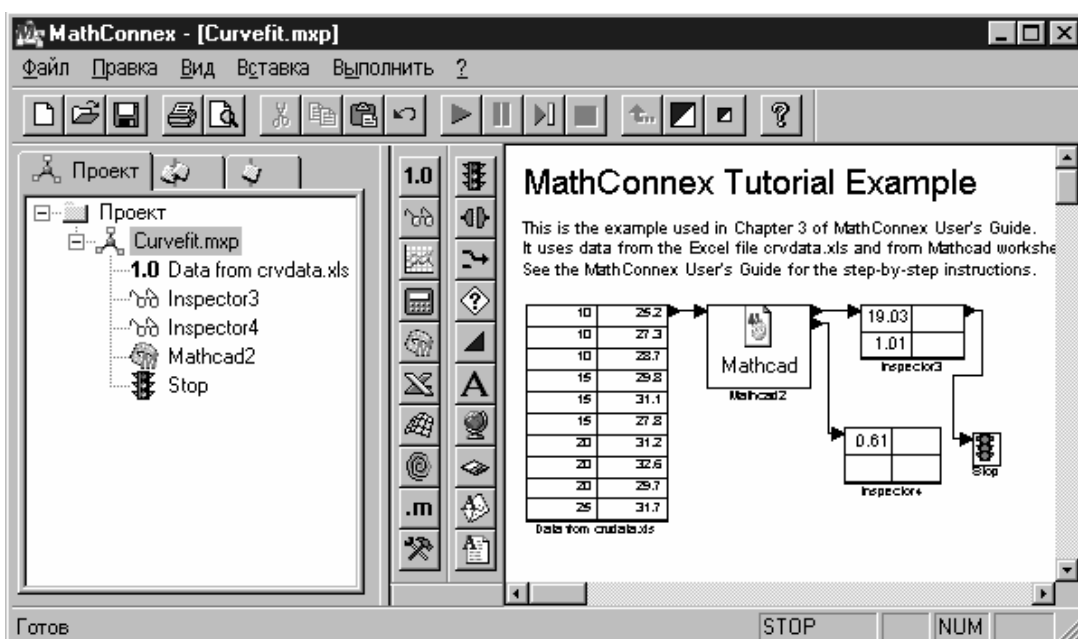 MathConnex - [Curvefit.mxp]
Файл Правка Вид Вставка Выполнить ?
Проект
Проект
Curvefit.mxp
1.0 Data from crvdata.xls
Inspector3
Inspector4
Mathcad2
Stop
1.0
A
.m
MathConnex Tutorial Example
This is the example used in Chapter 3 of MathConnex User's Guide.
It uses data from the Excel file crvdata.xls and from Mathcad workshe
See the MathConnex User's Guide for the step-by-step instructions.
10 25.2
10 27.3
10 28.7
15 29.8
15 31.1
15 27.8
20 31.2
20 32.6
20 29.7
25 31.7
Data from crvdata.xls
Mathcad
Mathcad2
19.03
1.01
Inspector3
0.61
Inspector4
Stop
Готов
STOP
NUM